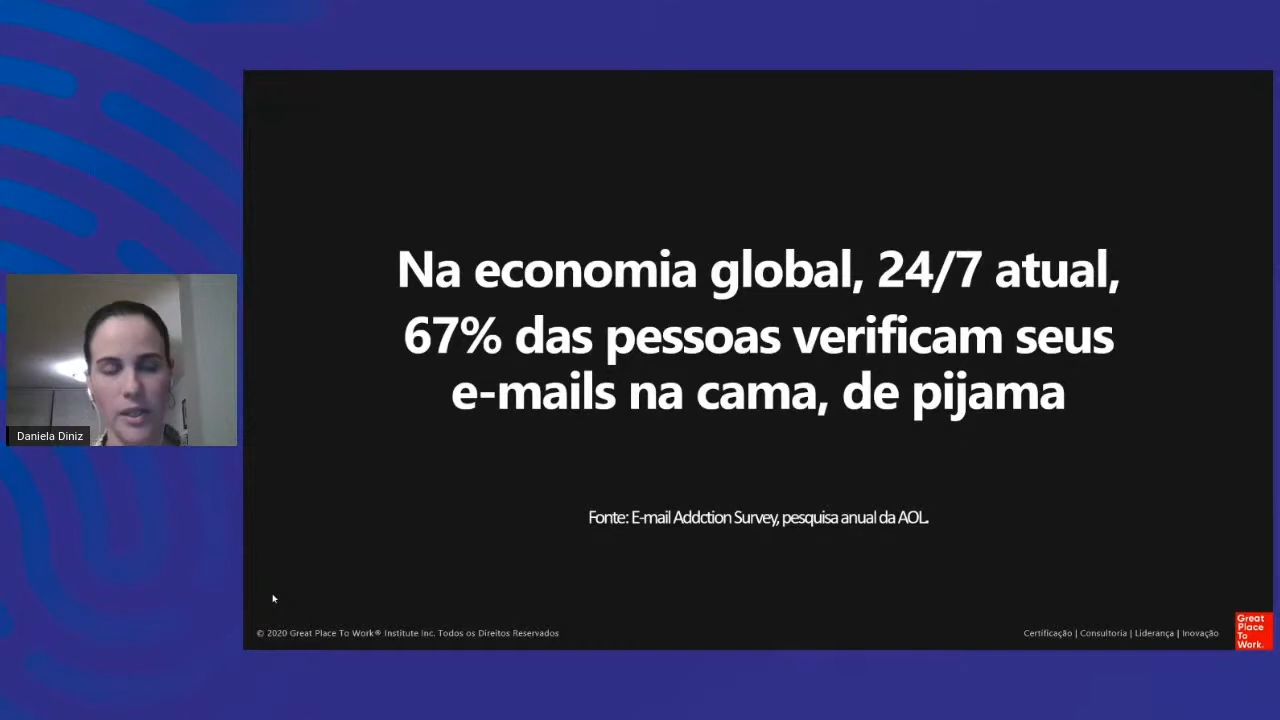 Na economia global, 24/7 atual,
67% das pessoas verificam seus
e-mails na cama, de pijama
Fonte: E-mail Addction Survey, pesquisa anual da AOL.
Daniela Diniz
© 2020 Great Place To Work® Institute Inc. Todos os Direitos Reservados
Certificação | Consultoria | Liderança | Inovação
Great
Place
To
Work.